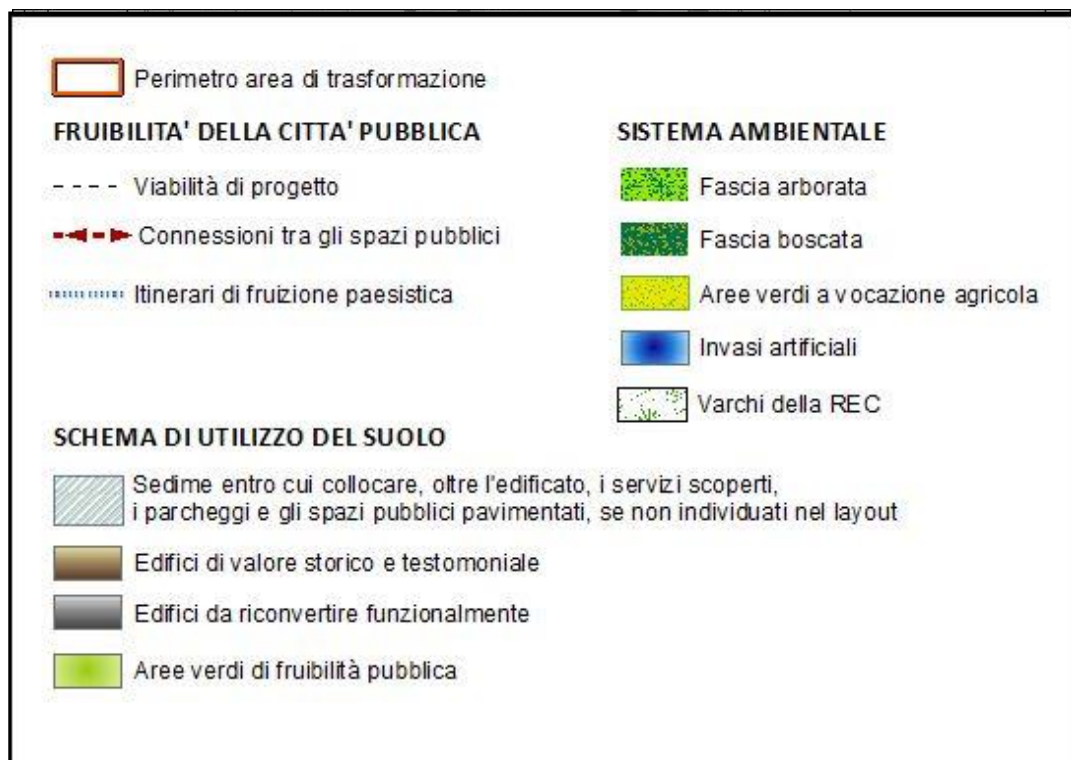 Perimetro area di trasformazione
FRUIBILITA' DELLA CITTA' PUBBLICA
Viabilità di progetto
Connessioni tra gli spazi pubblici
Itinerari di fruizione paesistica
SISTEMA AMBIENTALE
Fascia arborata
Fascia boscata
Aree verdi a vocazione agricola
Invasi artificiali
Varchi della REC
SCHEMA DI UTILIZZO DEL SUOLO
Sedime entro cui collocare, oltre l'edificato, i servizi scoperti,
i parcheggi e gli spazi pubblici pavimentati, se non individuati nel layout
Edifici di valore storico e testomoniale
Edifici da riconvertire funzionalmente
Aree verdi di fruibilità pubblica